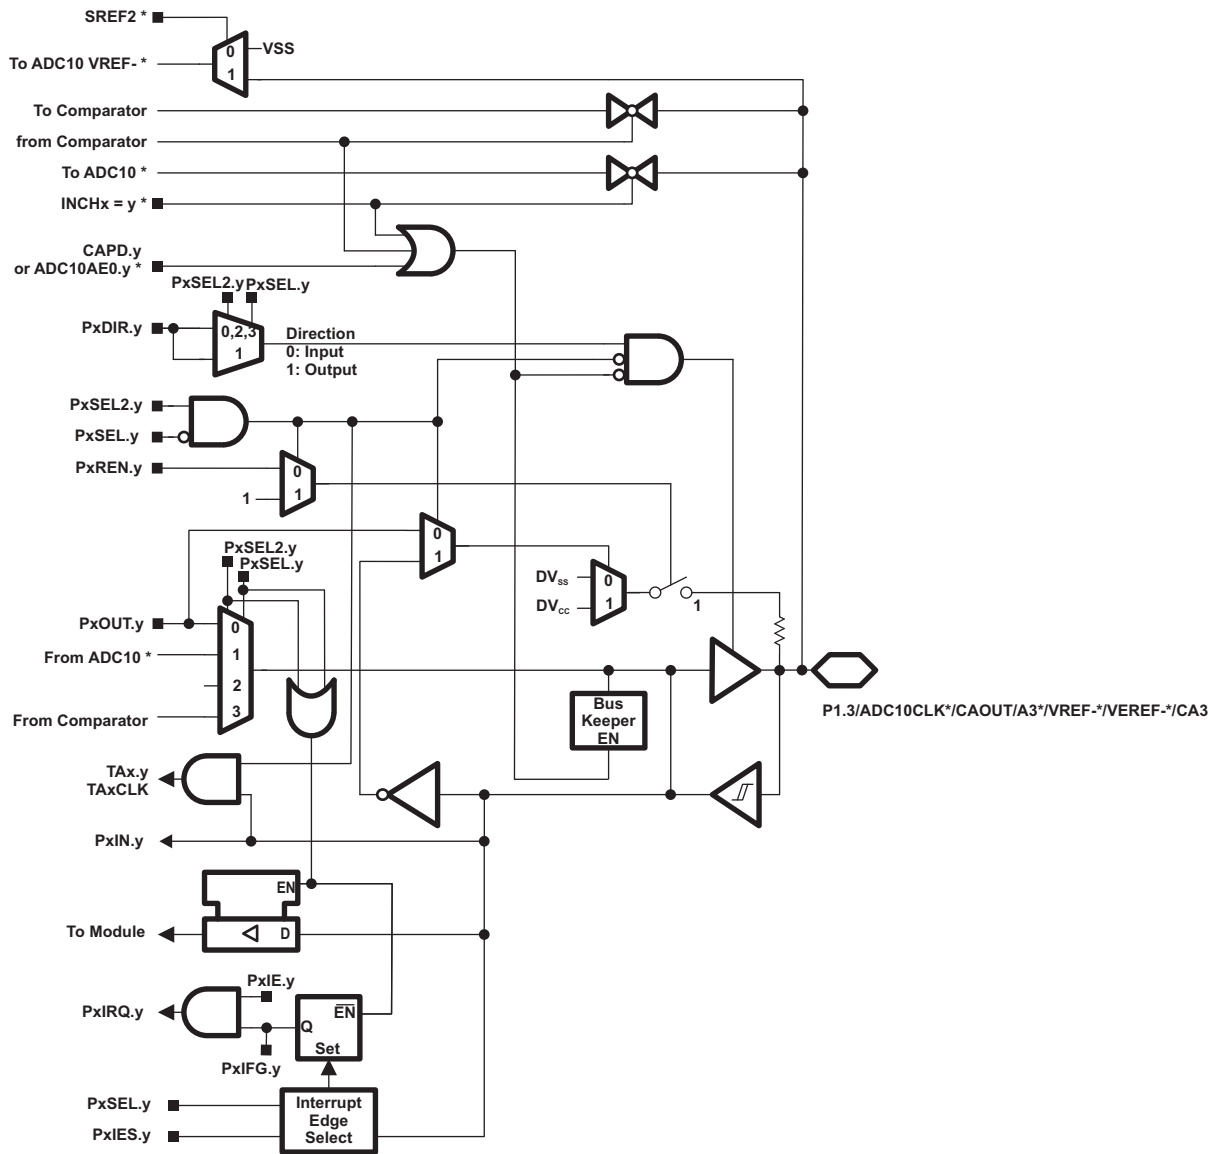 SREF2 *
0
VSS
To ADC10 VREF- *
1
To Comparator
from Comparator
To ADC10 *
INCHx = y *
CAPD.y
or ADC10AE0.y *
PxSEL2.y
PxSEL.y
PxDIR.y
0,2,3
1
Direction
0: Input
1: Output
PxSEL2.y
PxSEL.y
PxREN.y
0
1
1
0
1
PxSEL2.y
PxSEL.y
DVSS
0
DVCC
1
1
PxOUT.y
0
From ADC10 *
1
2
From Comparator
3
Bus
Keeper
EN
P1.3/ADC10CLK*/CAOUT/A3*/VREF-*/VEREF-*/CA3
TAx.y
TAxCLK
PxIN.y
EN
To Module
D
PxIE.y
PxIRQ.y
EN
Q
Set
PxIFG.y
PxSEL.y
PxIES.y
Interrupt
Edge
Select